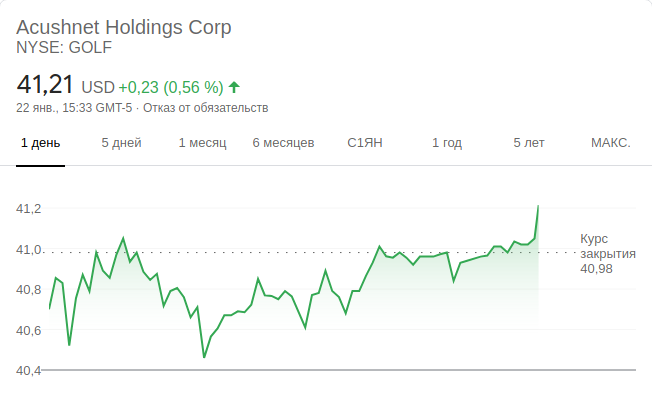 Acushnet Holdings Corp
NYSE: GOLF
41,21 USD +0,23 (0,56 %)
22 янв., 15:33 GMT-5 · Отказ от обязательств
1 день 5 дней 1 месяц 6 месяцев С1ЯН 1 год 5 лет МАКС.
41,2
41,0
40,8
40,6
40,4
Курс
закрытия
40,98